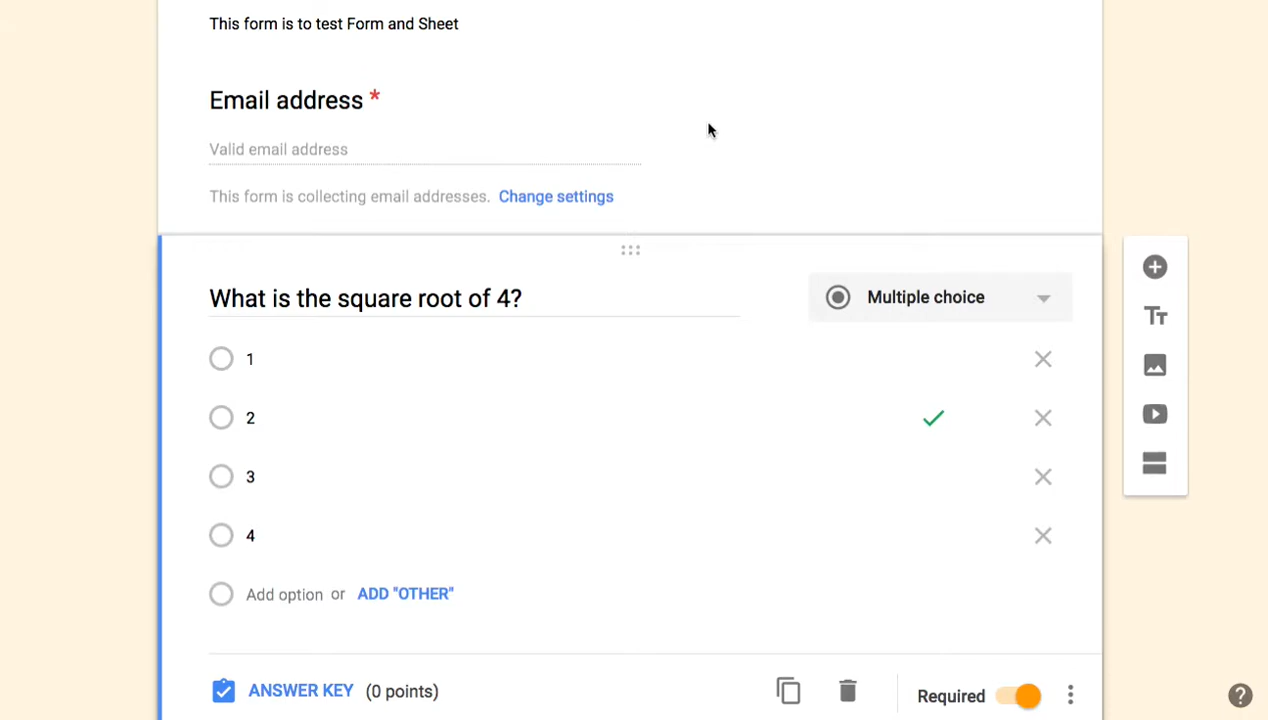 This form is to test Form and Sheet
Email address *
Valid email address
This form is collecting email addresses. Change settings
What is the square root of 4?
Multiple choice
1
2
3
4
Add option or ADD "OTHER"
ANSWER KEY (0 points)
Required